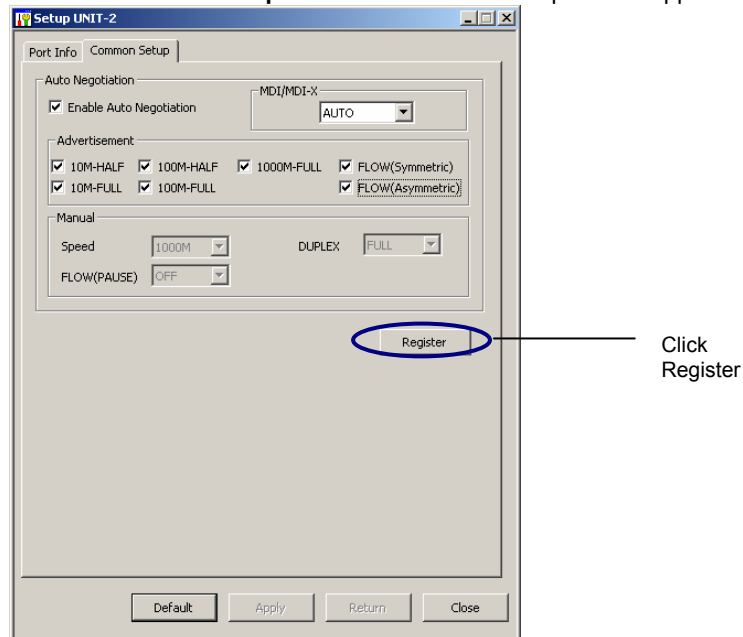 Setup UNIT-2
Port Info Common Setup
Auto Negotiation
Enable Auto Negotiation
MDI/MDI-X
AUTO
Advertisement
10M-HALF 100M-HALF 1000M-FULL FLOW(Symmetric)
10M-FULL 100M-FULL FLOW(Asymmetric)
Manual
Speed 1000M DUPLEX FULL
FLOW(PAUSE) OFF
Register
Click
Register
Default Apply Return Close